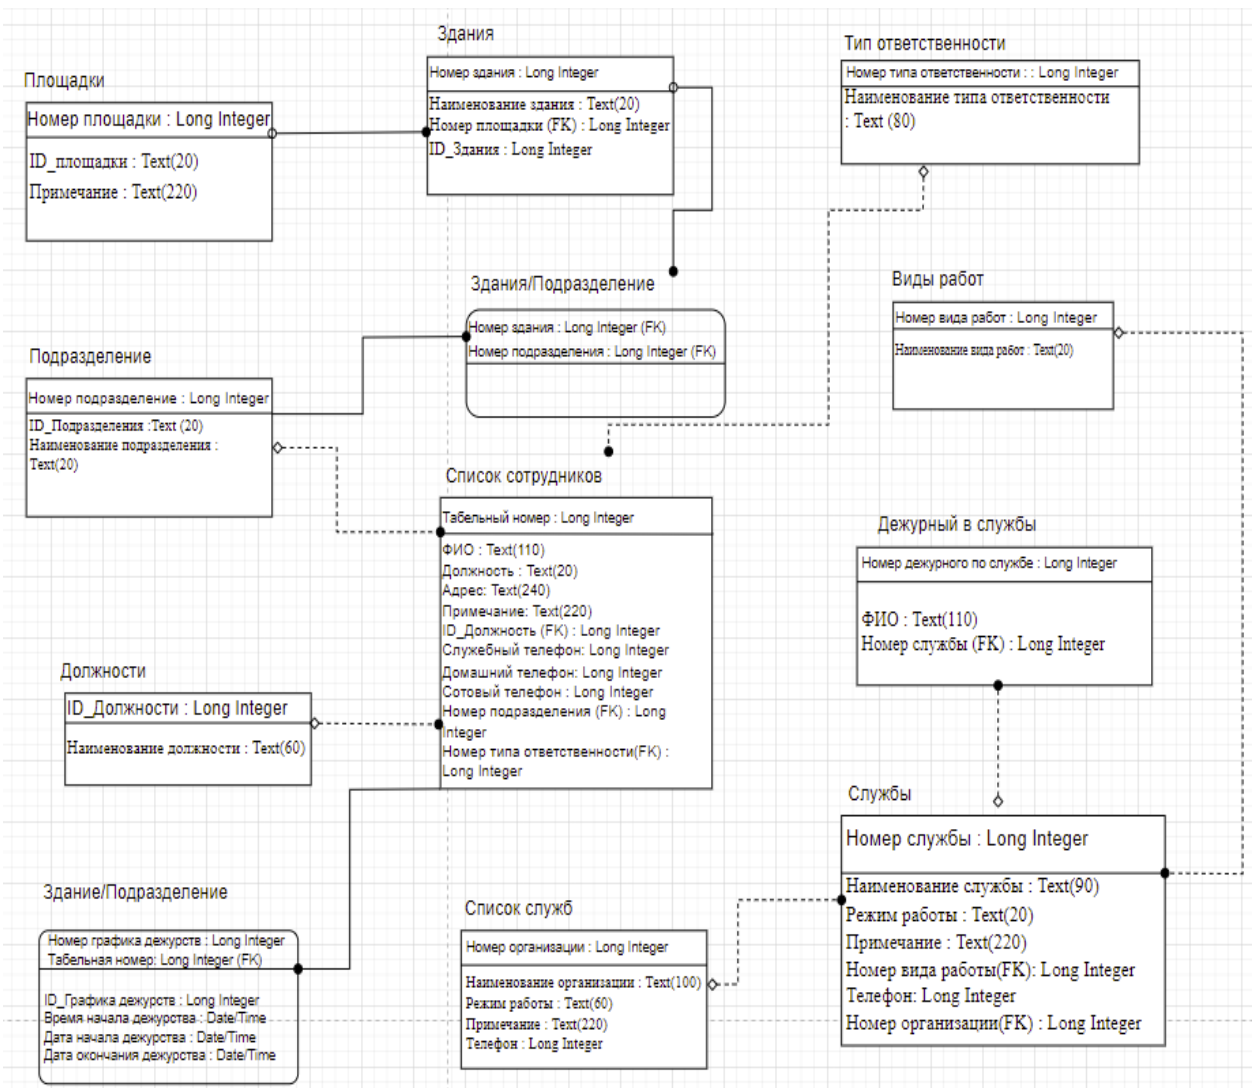 Здания
Номер здания : Long Integer
Наименование здания : Text(20)
Номер площадки (FK) : Long Integer
ID_Здания : Long Integer
Тип ответственности
Номер типа ответственности : : Long Integer
Наименование типа ответственности
: Text (80)
Площадки
Номер площадки : Long Integer
ID_площадки : Text(20)
Примечание : Text(220)
Здания/Подразделение
Номер здания : Long Integer (FK)
Номер подразделения : Long Integer (FK)
Виды работ
Номер вида работ : Long Integer
Наименование вида работ : Text(20)
Подразделение
Номер подразделение : Long Integer
ID_Подразделения :Text (20)
Наименование подразделения :
Text(20)
Список сотрудников
Табельный номер : Long Integer
ФИО : Text(110)
Должность : Text(20)
Адрес: Text(240)
Примечание: Text(220)
ID_Должность (FK) : Long Integer
Служебный телефон: Long Integer
Домашний телефон: Long Integer
Сотовый телефон : Long Integer
Номер подразделения (FK) : Long
Integer
Номер типа ответственности(FK) :
Long Integer
Дежурный в службы
Номер дежурного по службе : Long Integer
ФИО : Text(110)
Номер службы (FK) : Long Integer
Должности
ID_Должности : Long Integer
Наименование должности : Text(60)
Службы
Номер службы : Long Integer
Наименование службы : Text(90)
Режим работы : Text(20)
Примечание : Text(220)
Номер вида работы(FK): Long Integer
Телефон: Long Integer
Номер организации(FK) : Long Integer
Здание/Подразделение
Номер графика дежурств : Long Integer
Табельная номер: Long Integer (FK)
ID_Графика дежурств : Long Integer
Время начала дежурства : Date/Time
Дата начала дежурства : Date/Time
Дата окончания дежурства : Date/Time
Список служб
Номер организации : Long Integer
Наименование организации : Text(100)
Режим работы : Text(60)
Примечание : Text(220)
Телефон : Long Integer